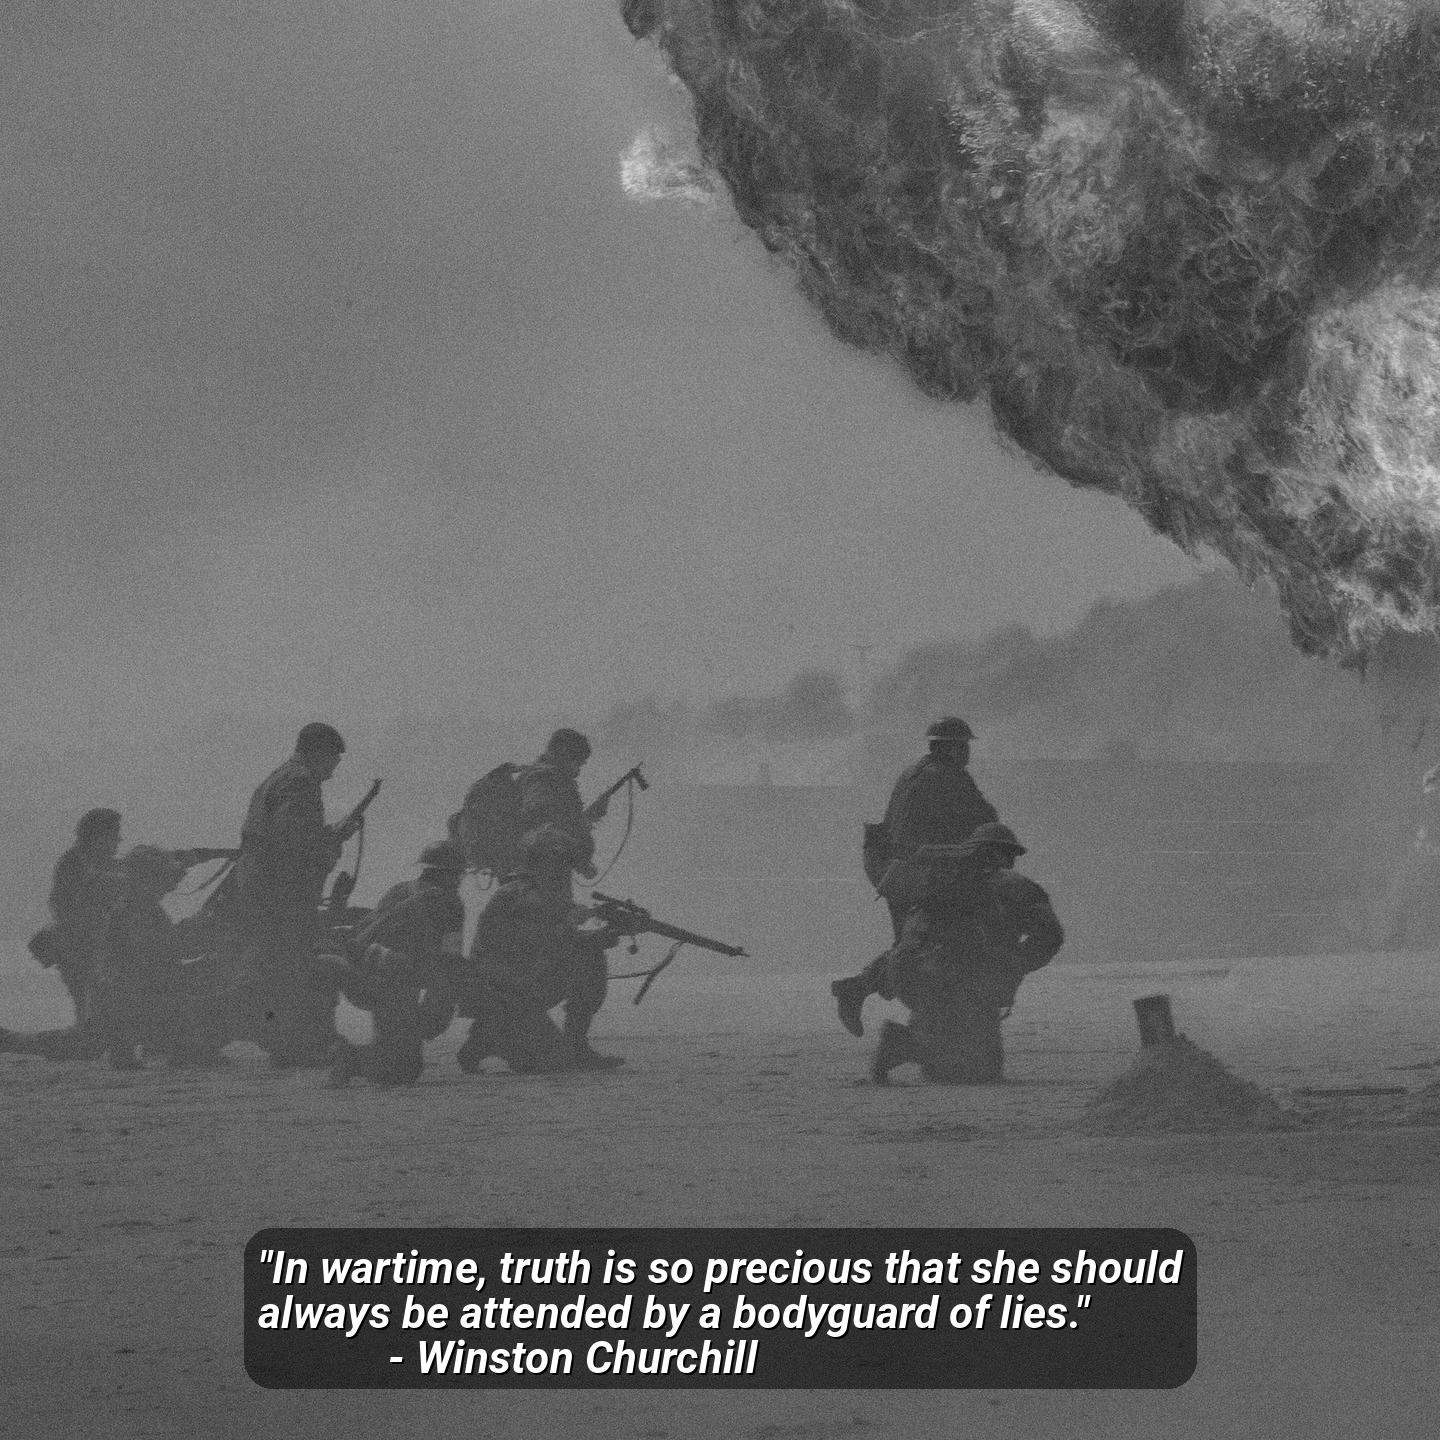 "In wartime, truth is so precious that she should
always be attended by a bodyguard of lies."
- Winston Churchill